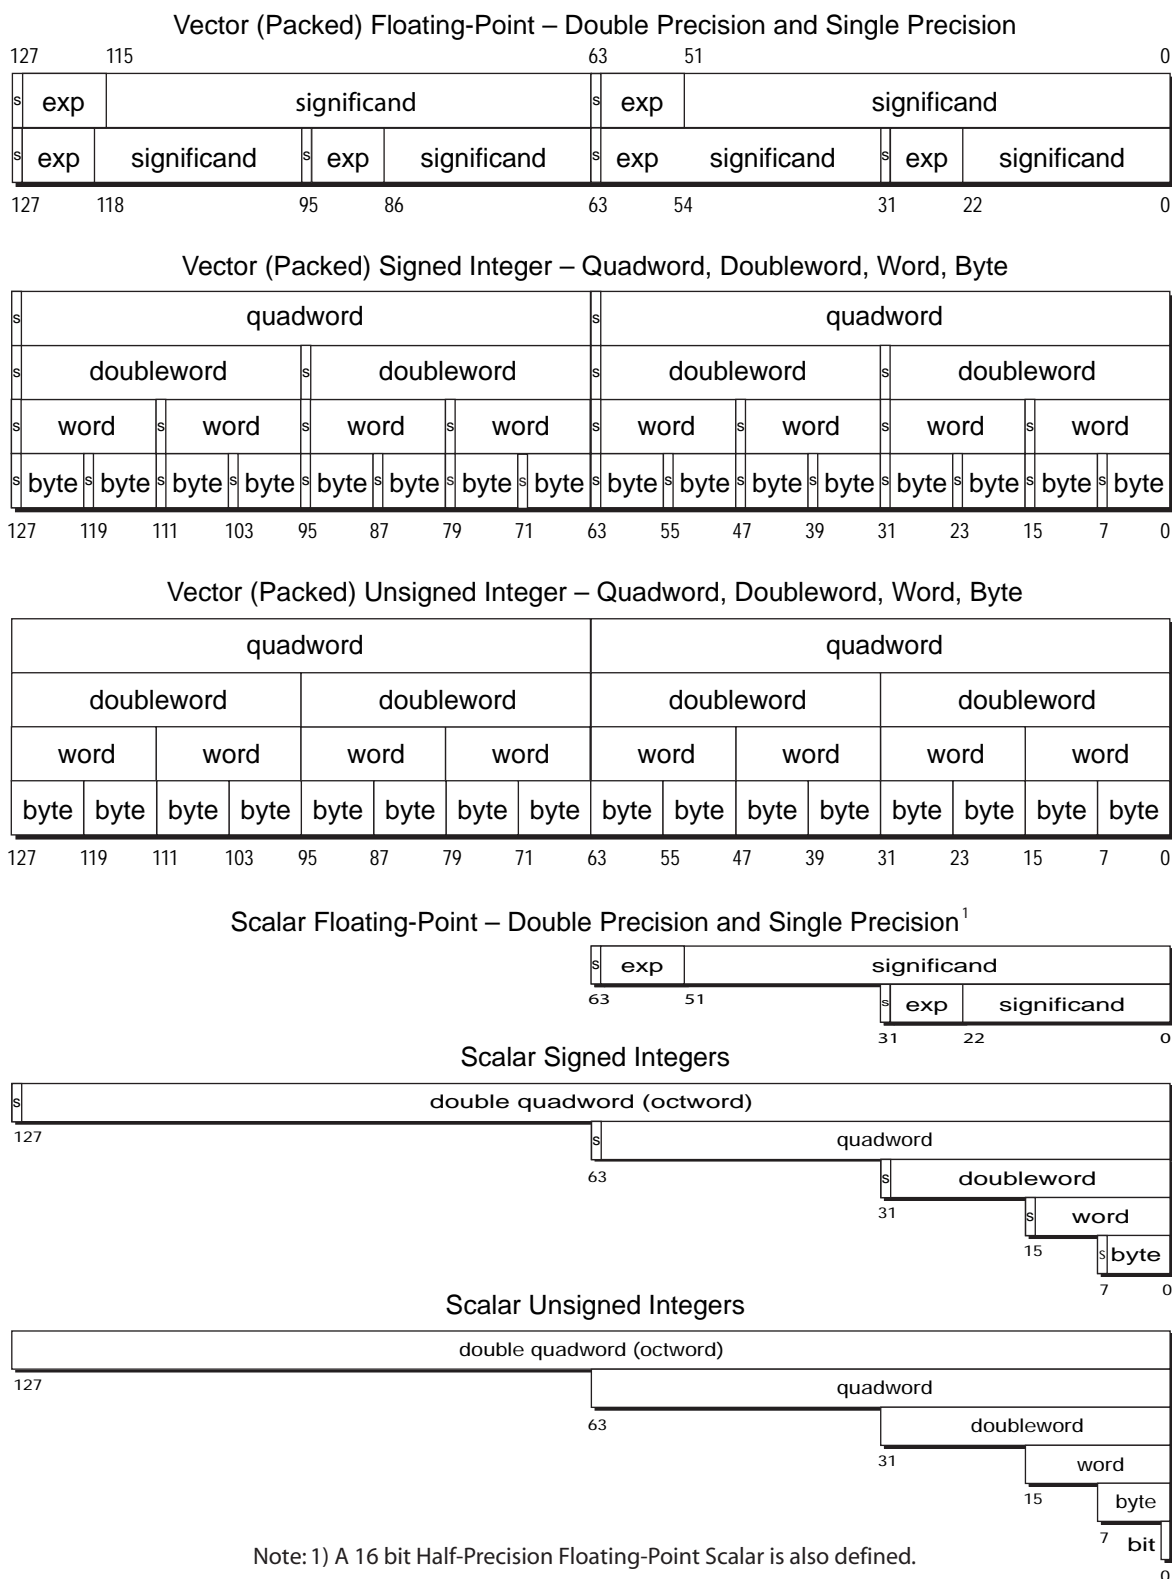 Vector (Packed) Floating-Point – Double Precision and Single Precision
127 115 63 51 0
s exp significand s exp significand
s exp significand s exp significand s exp significand s exp significand
127 118 95 86 63 54 31 22 0
Vector (Packed) Signed Integer – Quadword, Doubleword, Word, Byte
s quadword s quadword
s doubleword s doubleword s doubleword s doubleword
s word s word s word s word s word s word s word s word
s byte s byte s byte s byte s byte s byte s byte s byte s byte s byte s byte s byte s byte s byte s byte s byte
127 119 111 103 95 87 79 71 63 55 47 39 31 23 15 7 0
Vector (Packed) Unsigned Integer – Quadword, Doubleword, Word, Byte
quadword quadword
doubleword doubleword doubleword doubleword
word word word word word word word word
byte byte byte byte byte byte byte byte byte byte byte byte byte byte byte byte
127 119 111 103 95 87 79 71 63 55 47 39 31 23 15 7 0
Scalar Floating-Point – Double Precision and Single Precision1
s exp significand
63 51
s exp significand
31 22 0
Scalar Signed Integers
s double quadword (octword)
127
s quadword
63
s doubleword
31
s word
15
s byte
7 0
Scalar Unsigned Integers
double quadword (octword)
127
quadword
63
doubleword
31
word
15
byte
7
bit
0
Note: 1) A 16 bit Half-Precision Floating-Point Scalar is also defined.